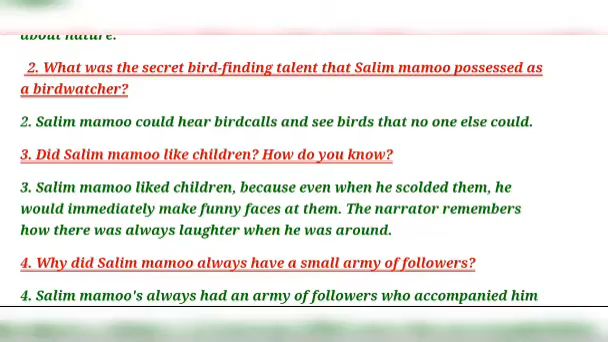 about nature.
2. What was the secret bird-finding talent that Salim mamoo possessed as
a birdwatcher?
2. Salim mamoo could hear birdcalls and see birds that no one else could.
3. Did Salim mamoo like children? How do you know?
3. Salim mamoo liked children, because even when he scolded them, he
would immediately make funny faces at them. The narrator remembers
how there was always laughter when he was around.
4. Why did Salim mamoo always have a small army of followers?
4. Salim mamoo's always had an army of followers who accompanied him